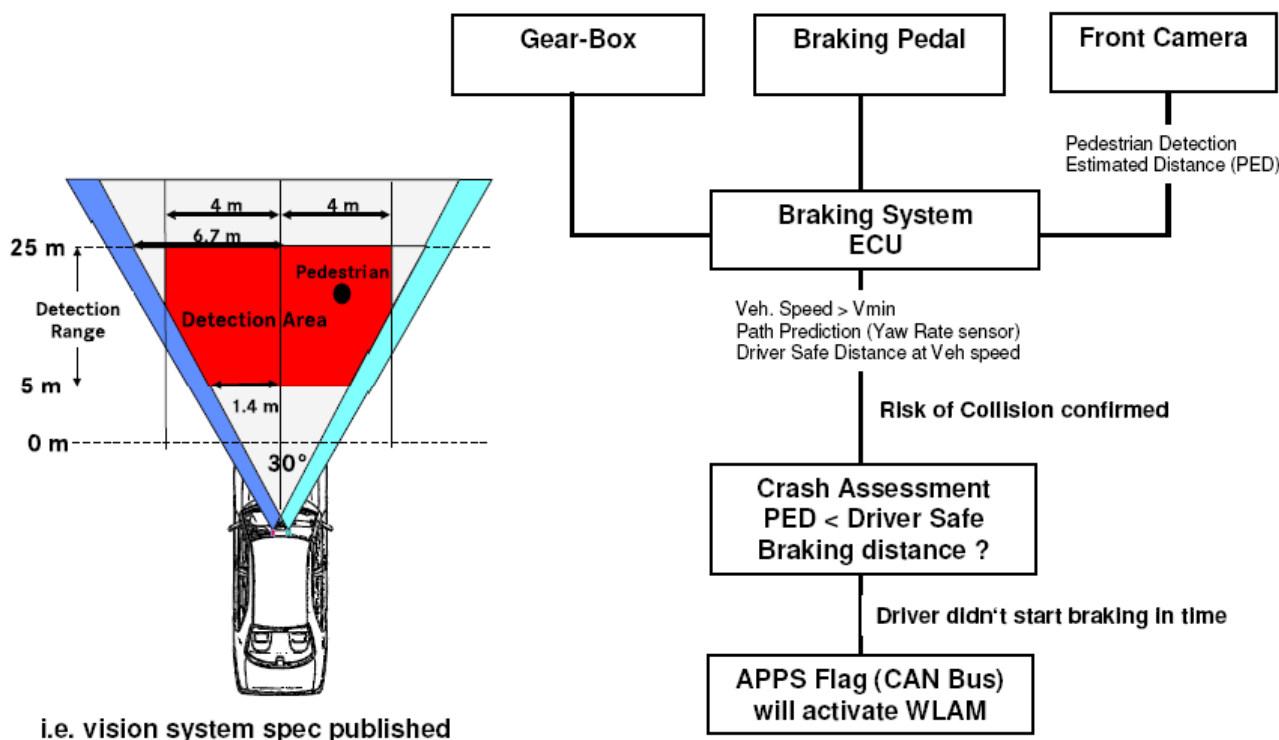 Gear-Box
Braking Pedal
Front Camera
Pedestrian Detection
Estimated Distance (PED)
4 m
4 m
6.7 m
25 m
Pedestrian
Detection
Range
Detection Area
5 m
1.4 m
0 m
30°
Braking System
ECU
Veh. Speed > Vmin
Path Prediction (Yaw Rate sensor)
Driver Safe Distance at Veh speed
Risk of Collision confirmed
Crash Assessment
PED < Driver Safe
Braking distance ?
Driver didn't start braking in time
APPS Flag (CAN Bus)
will activate WLAM
i.e. vision system spec published